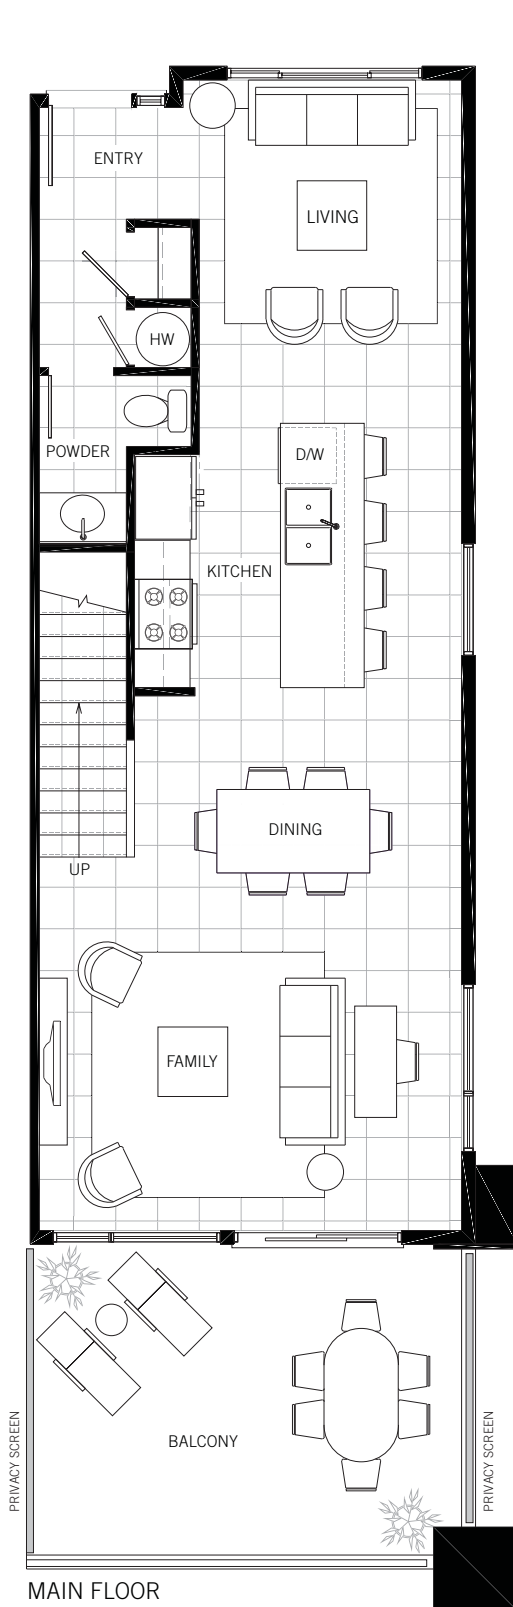 ENTRY
LIVING
HW
POWDER
D/W
KITCHEN
DINING
UP
FAMILY
PRIVACY SCREEN
BALCONY
PRIVACY SCREEN
MAIN FLOOR